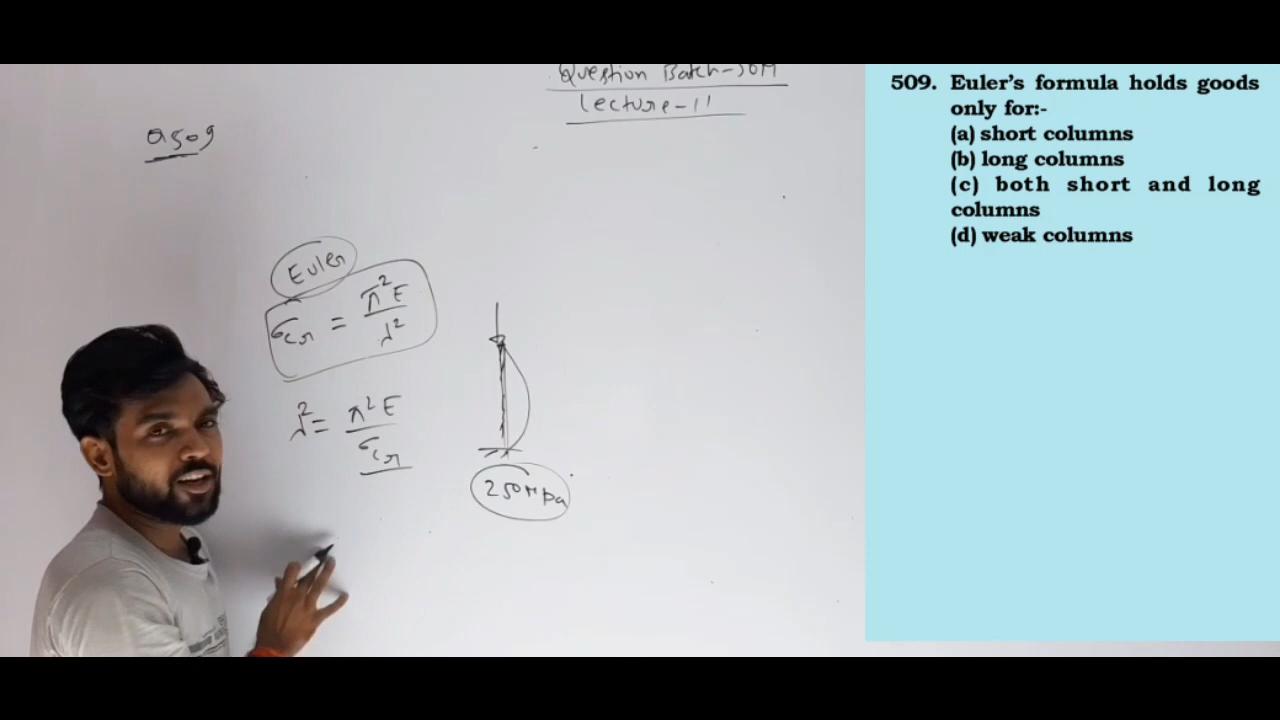 Question Batch-SOM
Lecture-11
Q509
Euler
σcr = π²E
λ²
λ² = π²E
σcr
250MPa
509. Euler's formula holds goods
only for:-
(a) short columns
(b) long columns
(c) both short and long
columns
(d) weak columns